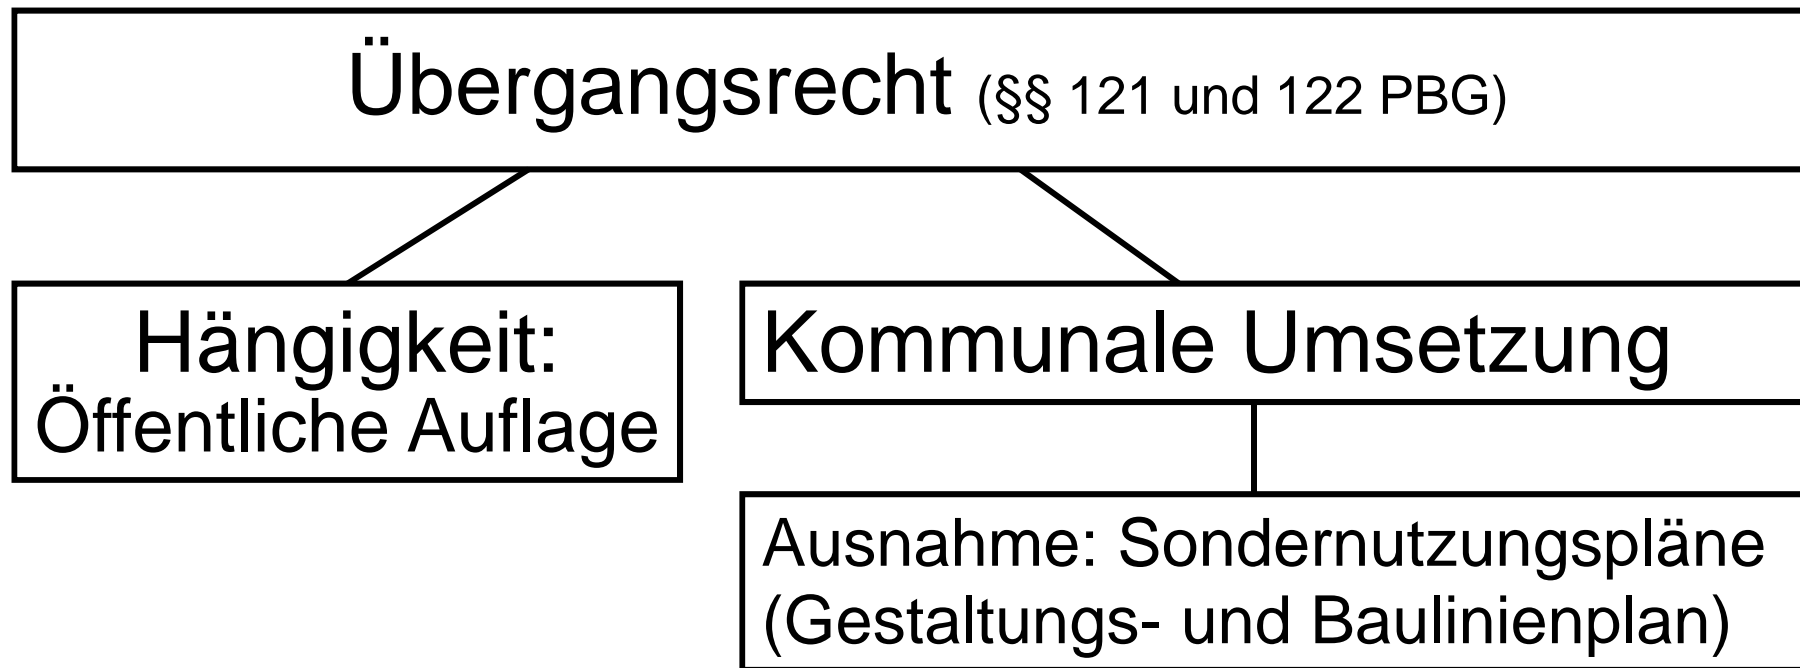 Übergangsrecht (§§ 121 und 122 PBG)
Hängigkeit:
Öffentliche Auflage
Kommunale Umsetzung
Ausnahme: Sondernutzungspläne
(Gestaltungs- und Baulinienplan)